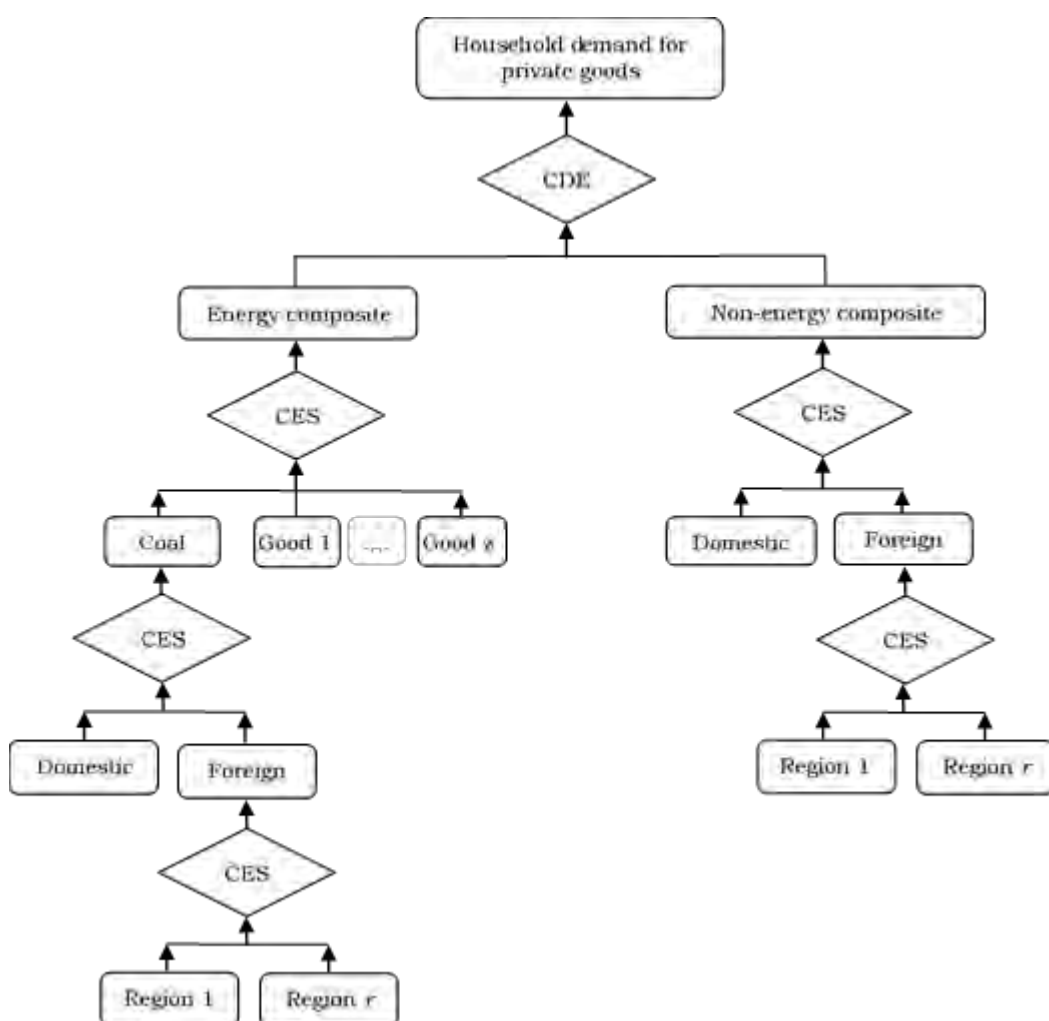 Household demand for
private goods
CDE
Energy composite
Non-energy composite
CES
CES
Coal
Good 1
Good
Domestic
Foreign
CES
CES
Domestic
Foreign
Region 1
Region r
CES
Region 1
Region r